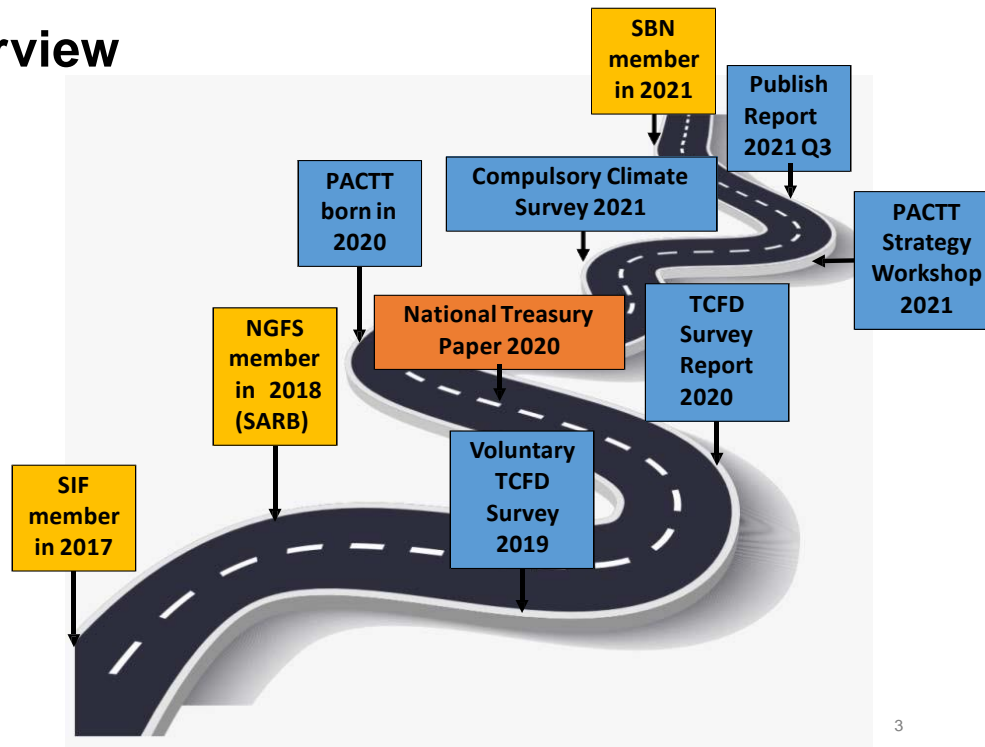 rview
SBN
member
in 2021
Publish
Report
2021 Q3
PACTT
born in
2020
Compulsory Climate
Survey 2021
PACTT
Strategy
Workshop
2021
National Treasury
Paper 2020
TCFD
Survey
Report
2020
NGFS
member
in 2018
(SARB)
Voluntary
TCFD
Survey
2019
SIF
member
in 2017
3